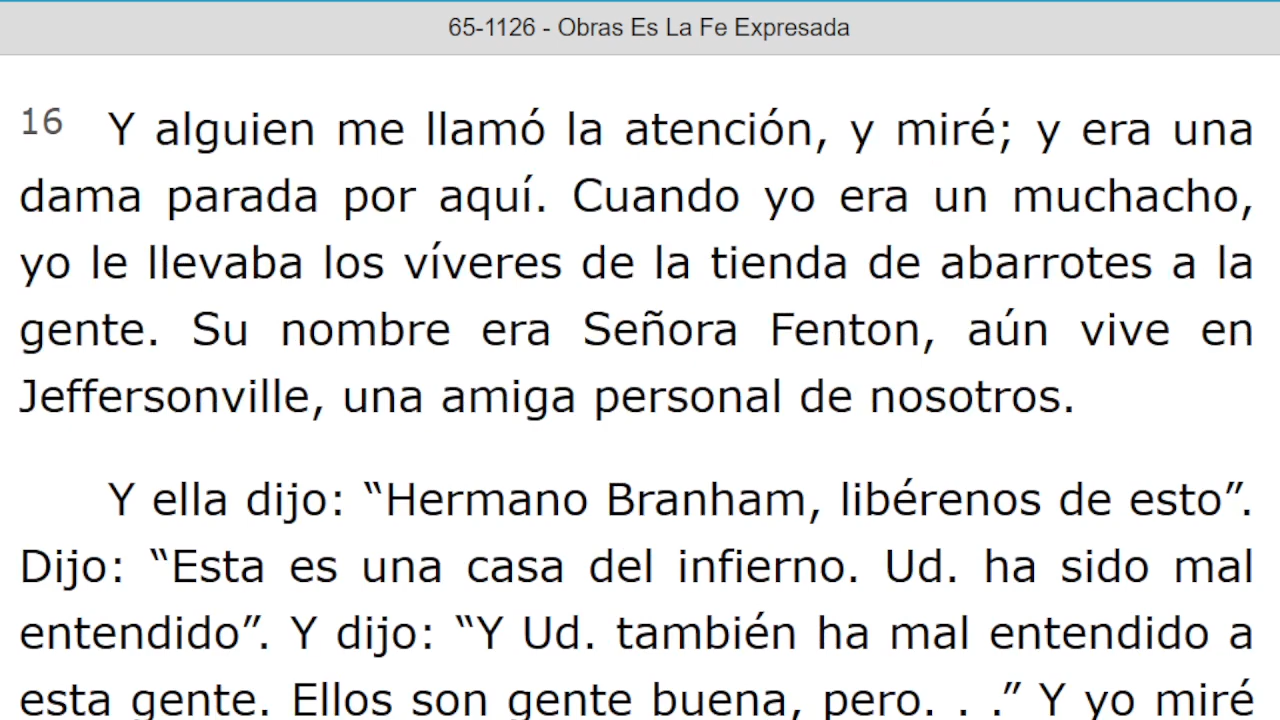 65-1126 - Obras Es La Fe Expresada
16 Y alguien me llamó la atención, y miré; y era una
dama parada por aquí. Cuando yo era un muchacho,
yo le llevaba los víveres de la tienda de abarrotes a la
gente. Su nombre era Señora Fenton, aún vive en
Jeffersonville, una amiga personal de nosotros.
Y ella dijo: “Hermano Branham, libérenos de esto”.
Dijo: “Esta es una casa del infierno. Ud. ha sido mal
entendido”. Y dijo: “Y Ud. también ha mal entendido a
esta gente. Ellos son gente buena, pero. . .” Y yo miré